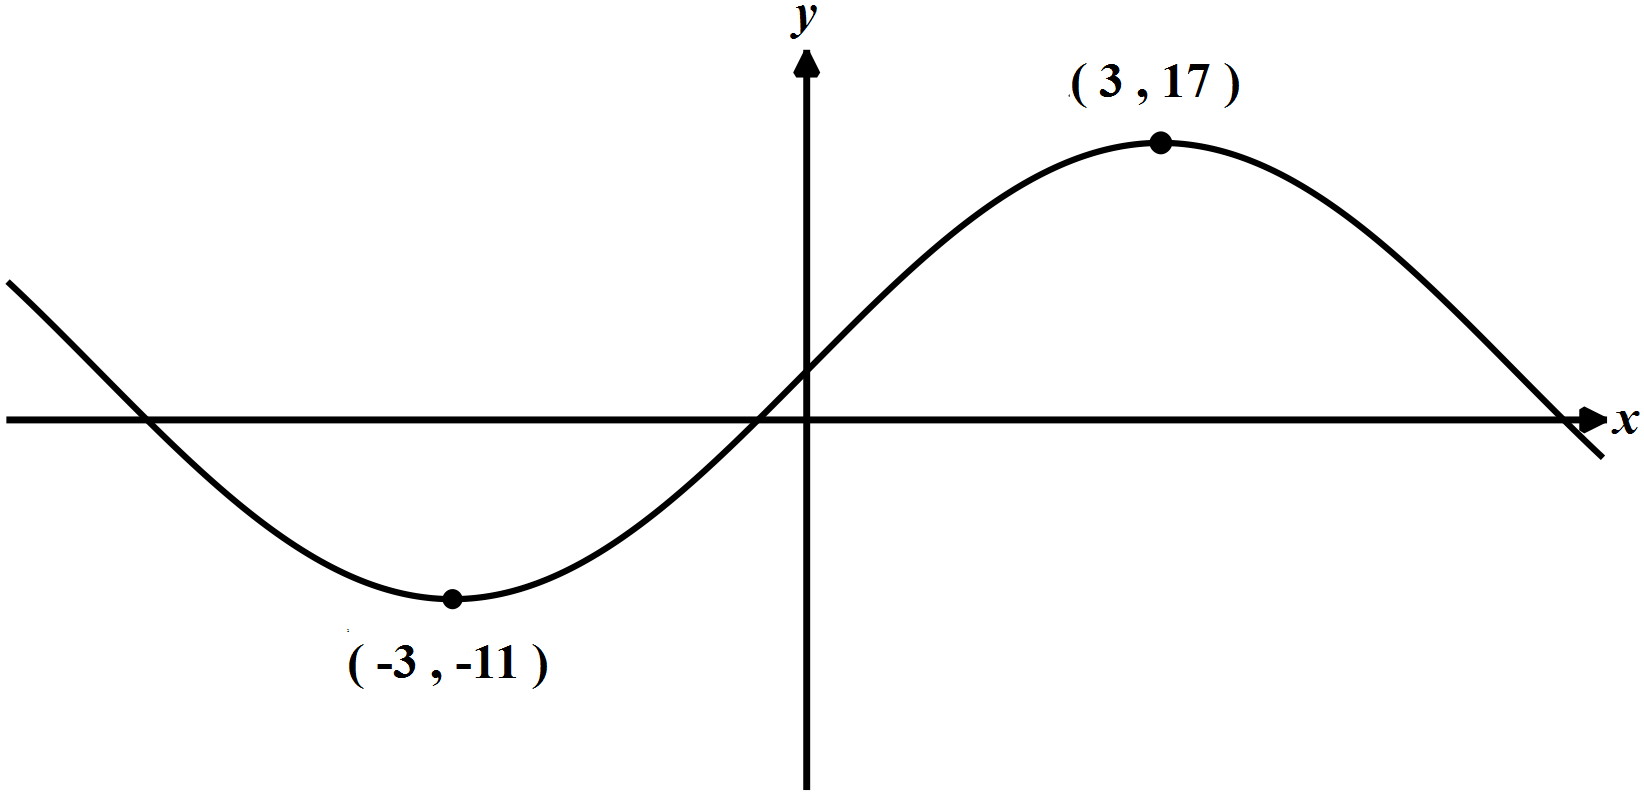 y
( 3 , 17 )
x
( -3 , -11 )